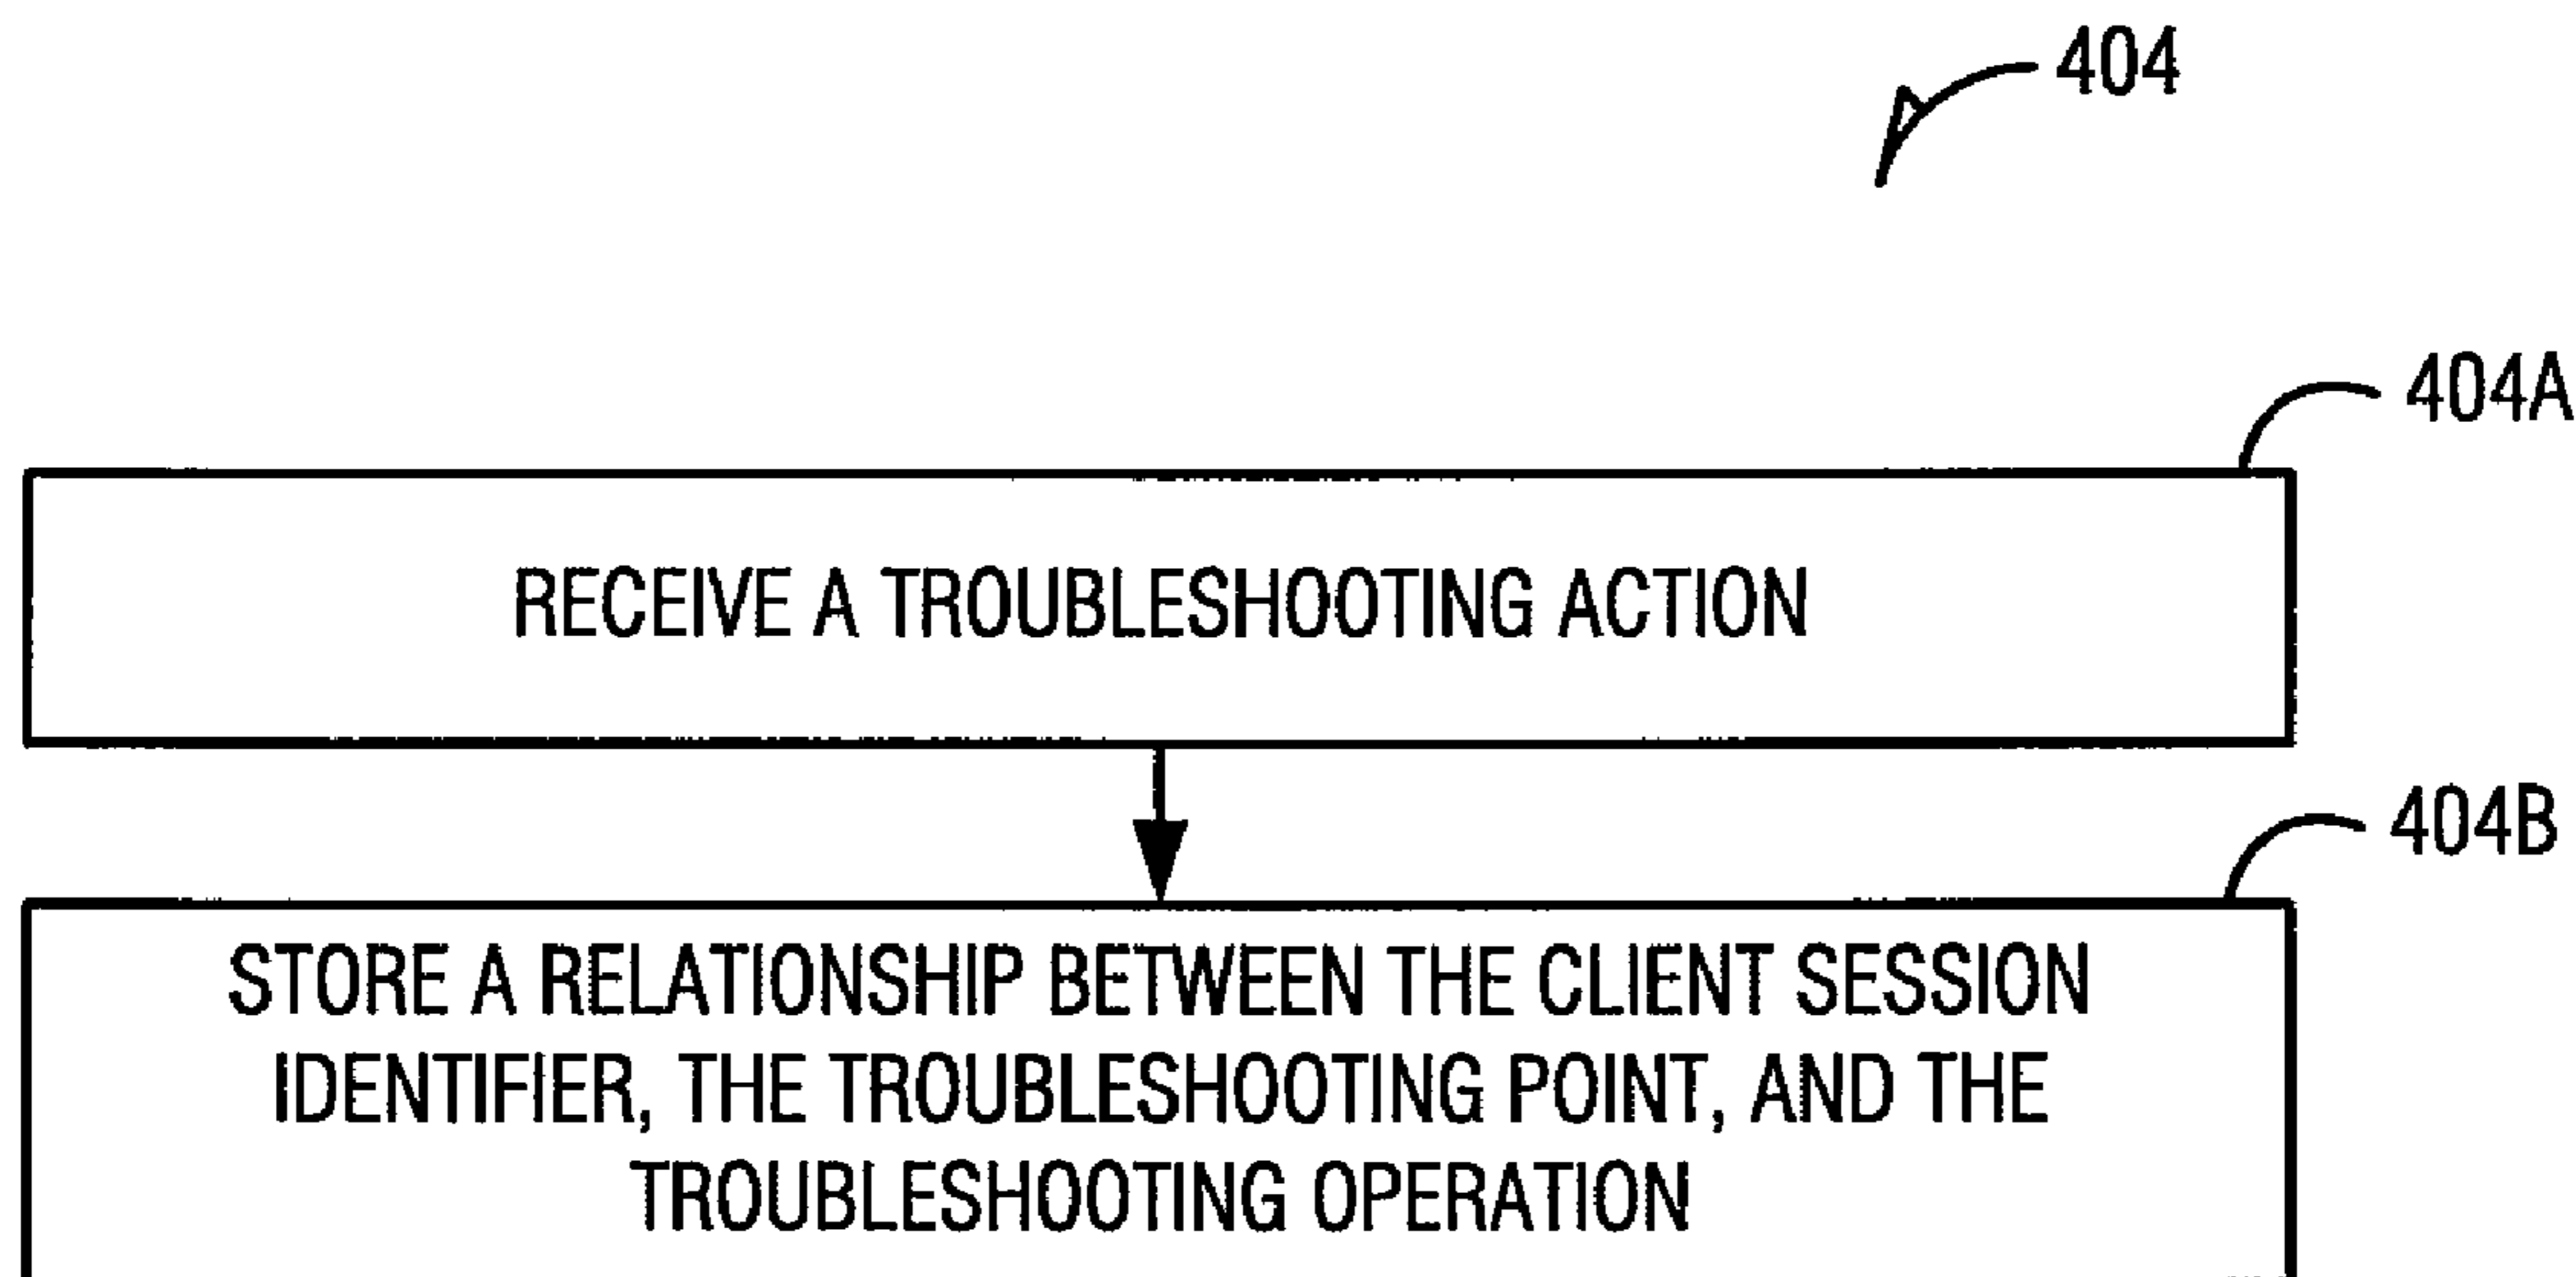 404
404A
RECEIVE A TROUBLESHOOTING ACTION
404B
STORE A RELATIONSHIP BETWEEN THE CLIENT SESSION
IDENTIFIER, THE TROUBLESHOOTING POINT, AND THE
TROUBLESHOOTING OPERATION